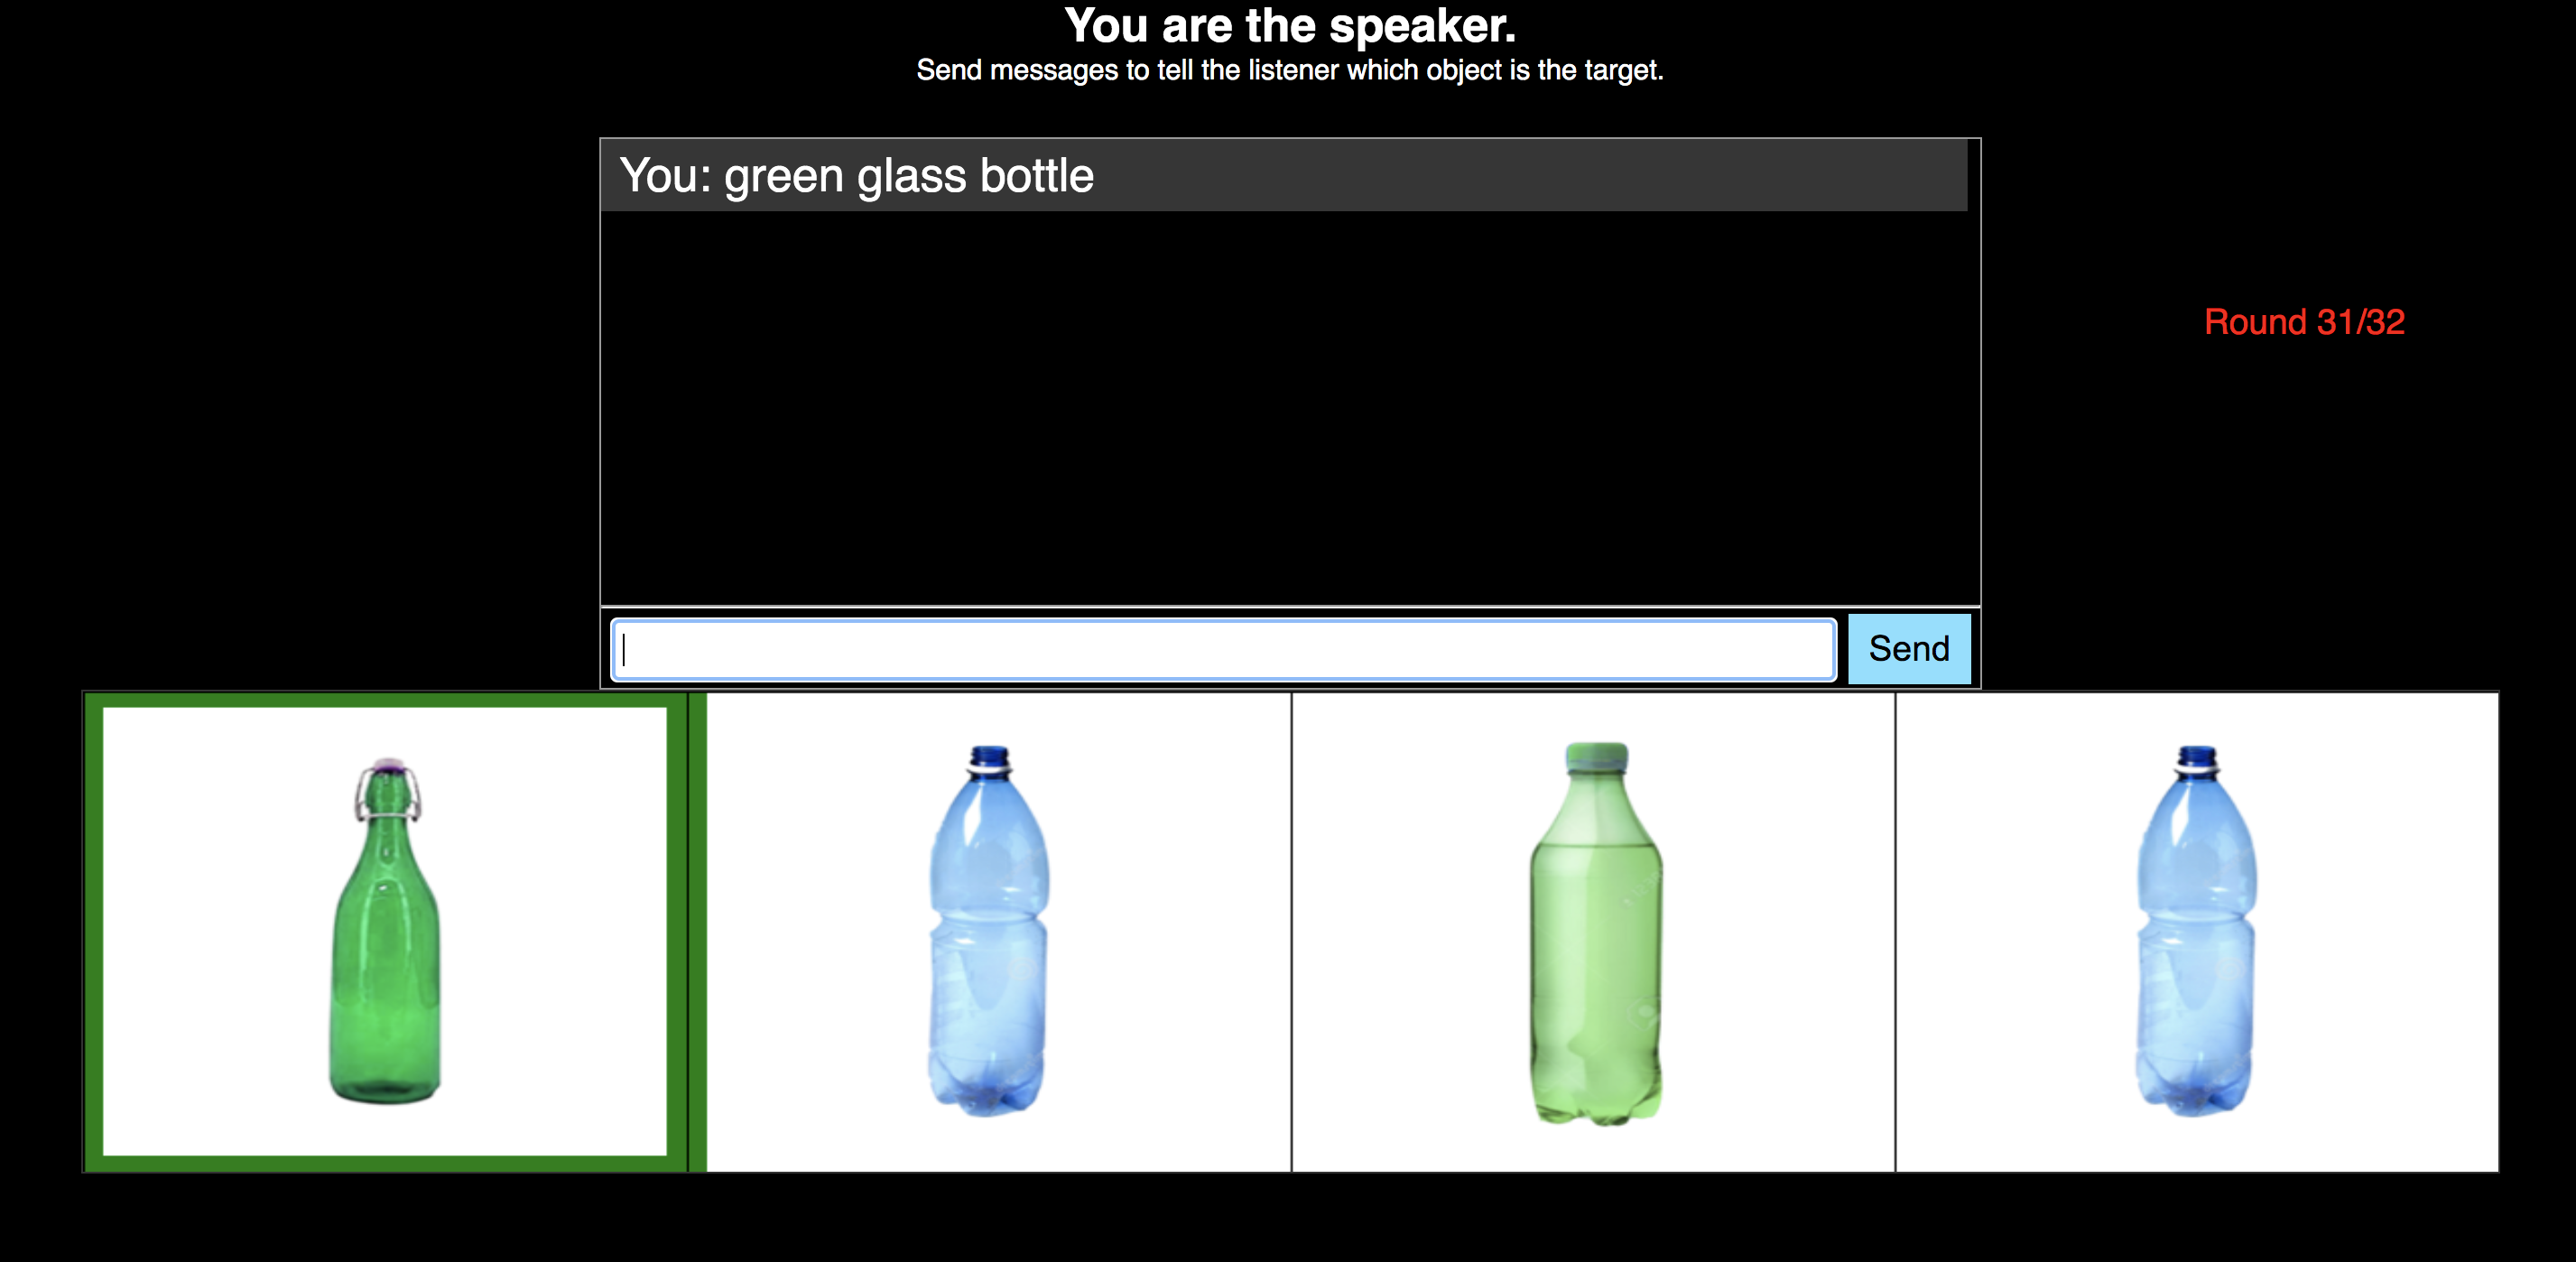 You are the speaker.
Send messages to tell the listener which object is the target.
You: green glass bottle
Round 31/32
Send